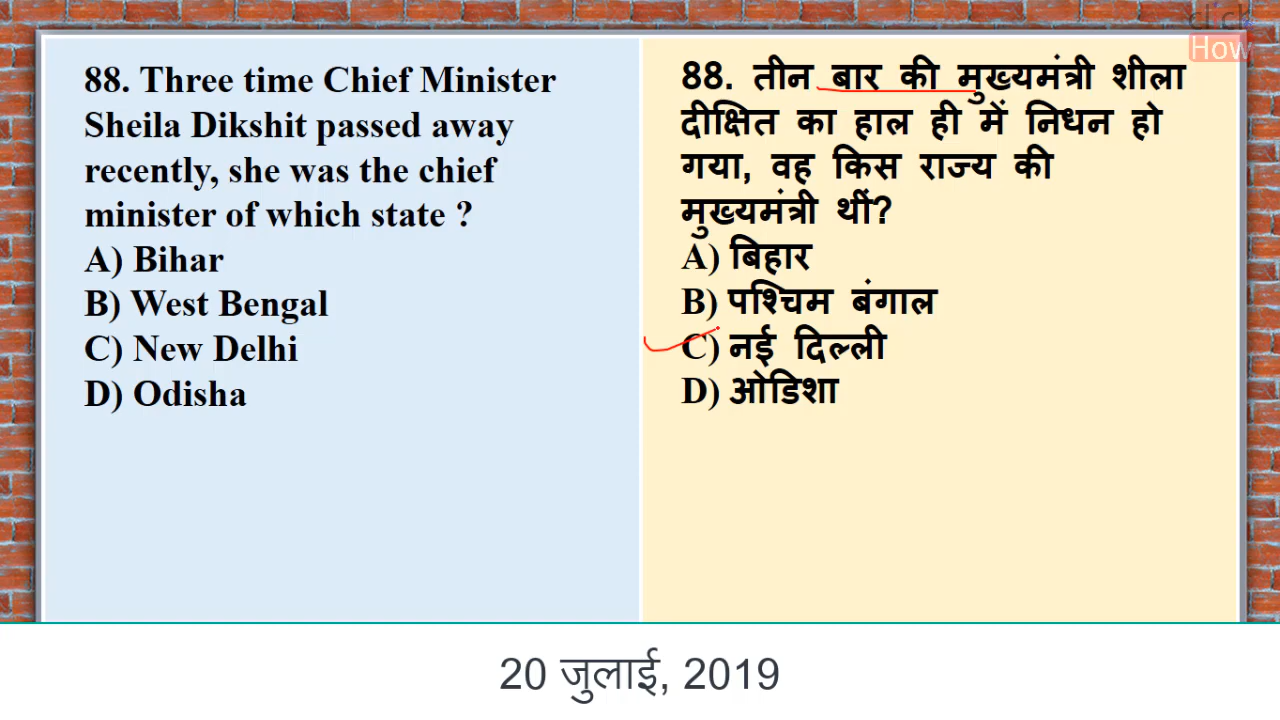 click
How
88. Three time Chief Minister
Sheila Dikshit passed away
recently, she was the chief
minister of which state ?
A) Bihar
B) West Bengal
C) New Delhi
D) Odisha
88. तीन बार की मुख्यमंत्री शीला
दीक्षित का हाल ही में निधन हो
गया, वह किस राज्य की
मुख्यमंत्री थीं?
A) बिहार
B) पश्चिम बंगाल
C) नई दिल्ली
D) ओडिशा
20 जुलाई, 2019